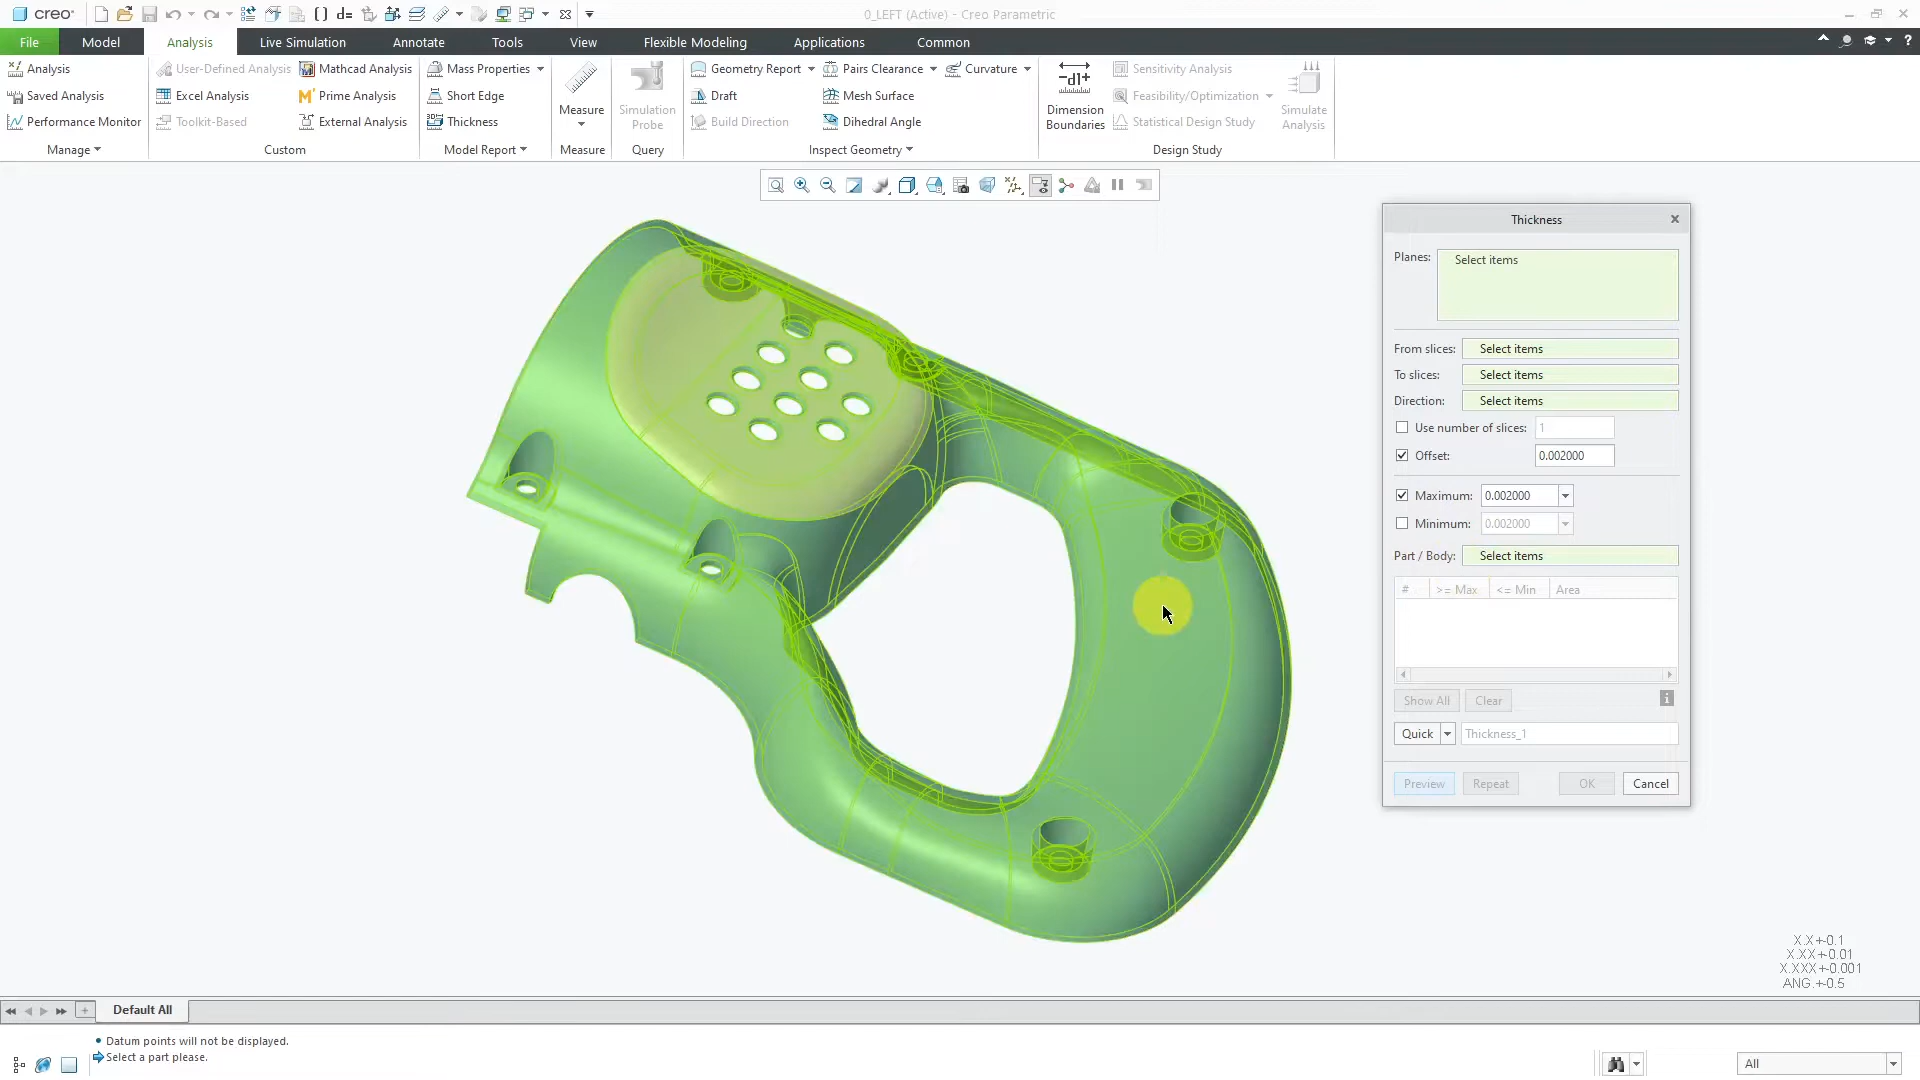 creo
d=
0_LEFT (Active) - Creo Parametric
File
Model
Analysis
Live Simulation
Annotate
Tools
View
Flexible Modeling
Applications
Common
Analysis
Saved Analysis
Performance Monitor
Manage
User-Defined Analysis
Excel Analysis
Toolkit-Based
Mathcad Analysis
Prime Analysis
External Analysis
Custom
Mass Properties
Short Edge
Thickness
Model Report
Measure
Measure
Simulation
Probe
Query
Geometry Report
Draft
Build Direction
Pairs Clearance
Mesh Surface
Dihedral Angle
Curvature
Inspect Geometry
Dimension
Boundaries
Sensitivity Analysis
Feasibility/Optimization
Statistical Design Study
Simulate
Analysis
Design Study
Thickness
Planes:
Select items
From slices: Select items
To slices: Select items
Direction: Select items
Use number of slices: 1
Offset: 0.002000
Maximum: 0.002000
Minimum: 0.002000
Part / Body: Select items
# >= Max <= Min Area
Show All Clear
Quick Thickness_1
Preview Repeat OK Cancel
X.X+-0.1
X.XX+-0.01
X.XXX+-0.001
ANG.+-0.5
Default All
Datum points will not be displayed.
Select a part please.
All